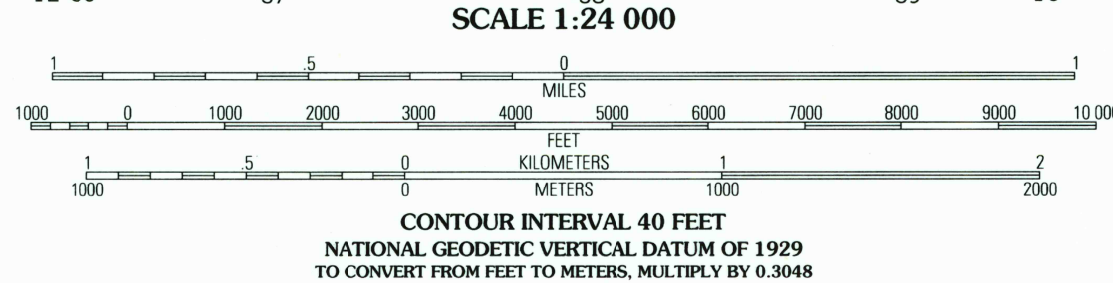 SCALE 1:24 000
1 .5 0 1
MILES
1000 0 1000 2000 3000 4000 5000 6000 7000 8000 9000 10 000
FEET
1 .5 0 KILOMETERS 1 2
1000 0 METERS 1000 2000
CONTOUR INTERVAL 40 FEET
NATIONAL GEODETIC VERTICAL DATUM OF 1929
TO CONVERT FROM FEET TO METERS, MULTIPLY BY 0.3048